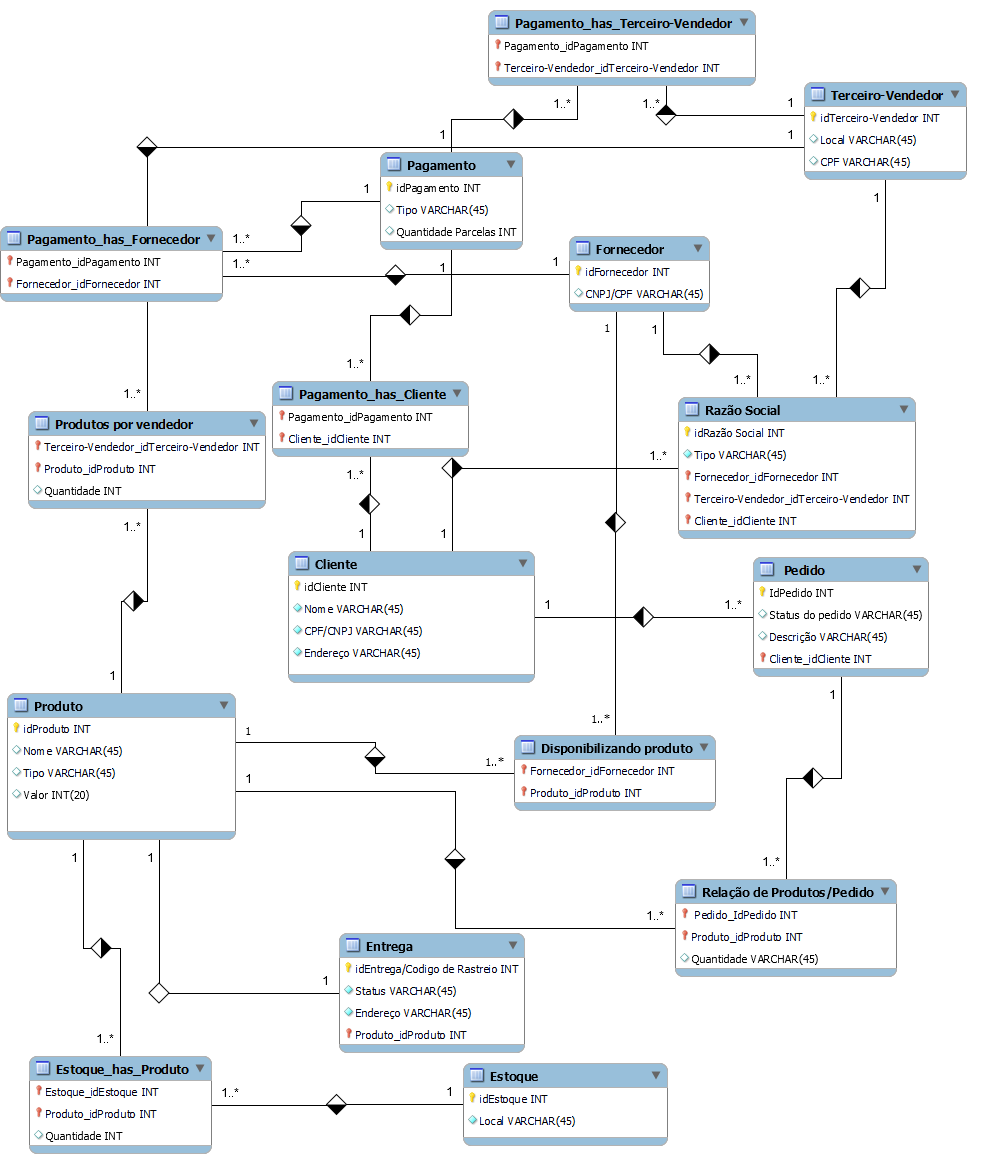 Pagamento_has_Terceiro-Vendedor
Pagamento_idPagamento INT
Terceiro-Vendedor_idTerceiro-Vendedor INT
1..*
1..*
1
Terceiro-Vendedor
idTerceiro-Vendedor INT
Local VARCHAR(45)
CPF VARCHAR(45)
1
1
1
Pagamento
idPagamento INT
Tipo VARCHAR(45)
Quantidade Parcelas INT
1
1
Pagamento_has_Fornecedor
Pagamento_idPagamento INT
Fornecedor_idFornecedor INT
1..*
1..*
1
Fornecedor
idFornecedor INT
CNPJ/CPF VARCHAR(45)
1
1
1..*
1..*
1..*
1..*
Pagamento_has_Cliente
Pagamento_idPagamento INT
Cliente_idCliente INT
1..*
1
1
Produtos por vendedor
Terceiro-Vendedor_idTerceiro-Vendedor INT
Produto_idProduto INT
Quantidade INT
1..*
1
Razão Social
idRazão Social INT
Tipo VARCHAR(45)
Fornecedor_idFornecedor INT
Terceiro-Vendedor_idTerceiro-Vendedor INT
Cliente_idCliente INT
1..*
Cliente
idCliente INT
Nome VARCHAR(45)
CPF/CNPJ VARCHAR(45)
Endereço VARCHAR(45)
1
1..*
Pedido
IdPedido INT
Status do pedido VARCHAR(45)
Descrição VARCHAR(45)
Cliente_idCliente INT
1
Produto
idProduto INT
Nome VARCHAR(45)
Tipo VARCHAR(45)
Valor INT(20)
1
1
1
1
1..*
1..*
Disponibilizando produto
Fornecedor_idFornecedor INT
Produto_idProduto INT
1..*
1..*
Relação de Produtos/Pedido
Pedido_IdPedido INT
Produto_idProduto INT
Quantidade VARCHAR(45)
Entrega
idEntrega/Codigo de Rastreio INT
Status VARCHAR(45)
Endereço VARCHAR(45)
Produto_idProduto INT
1
1..*
Estoque_has_Produto
Estoque_idEstoque INT
Produto_idProduto INT
Quantidade INT
1..*
1
Estoque
idEstoque INT
Local VARCHAR(45)